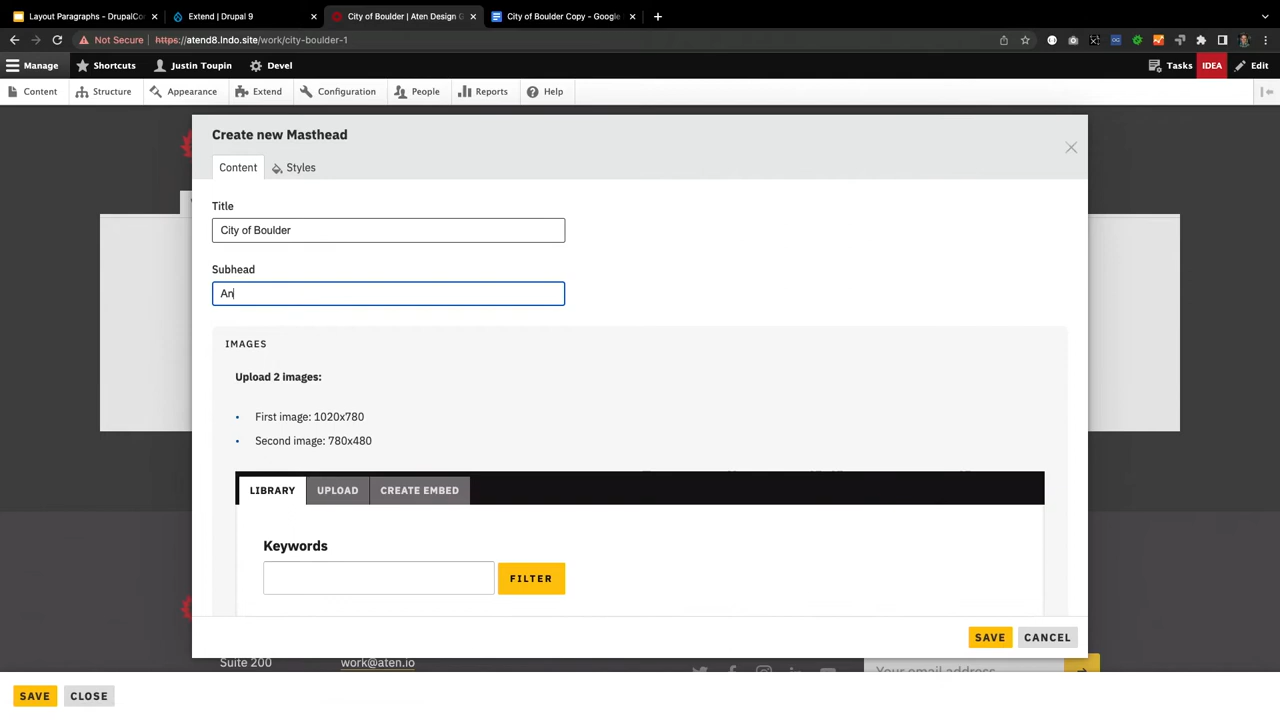 Layout Paragraphs - DrupalCo
Extend | Drupal 9
City of Boulder | Aten Design G
City of Boulder Copy - Google
Not Secure
https://atend8.lndo.site/work/city-boulder-1
Manage
Shortcuts
Justin Toupin
Devel
Tasks
IDEA
Edit
Content
Structure
Appearance
Extend
Configuration
People
Reports
Help
Create new Masthead
Content
Styles
Title
City of Boulder
Subhead
An
IMAGES
Upload 2 images:
First image: 1020x780
Second image: 780x480
LIBRARY
UPLOAD
CREATE EMBED
Keywords
FILTER
SAVE
CANCEL
Suite 200
work@aten.io
Your email address
SAVE
CLOSE